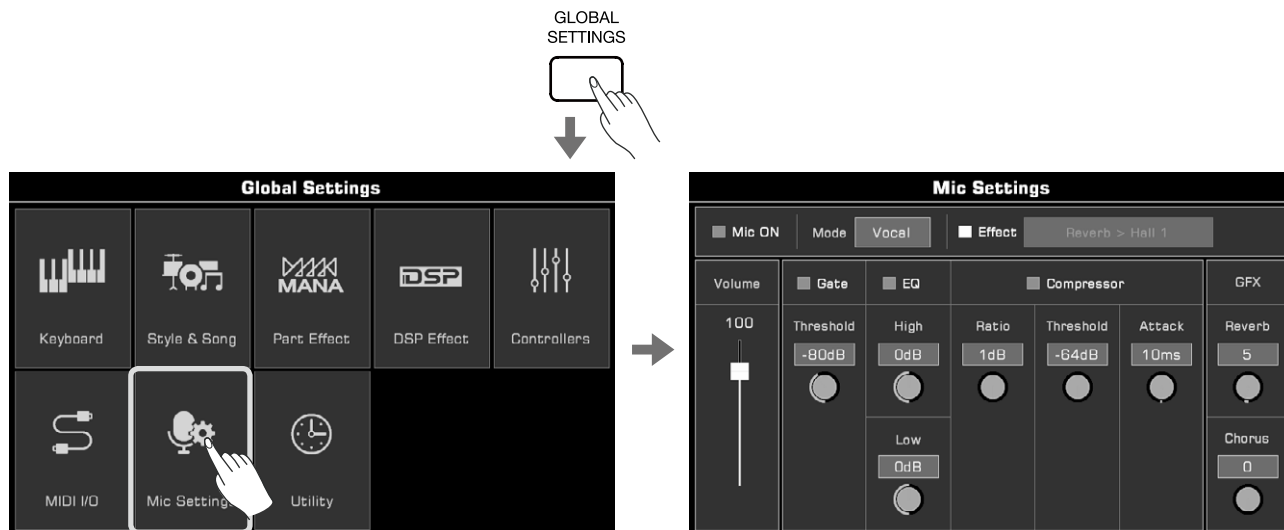 GLOBAL
SETTINGS
Global Settings
Keyboard
Style & Song
MANA
Part Effect
DSP
DSP Effect
Controllers
MIDI I/O
Mic Settings
Utility
Mic Settings
Mic ON
Mode
Vocal
Effect
Reverb > Hall 1
Volume
Gate
EQ
Compressor
GFX
100
Threshold
High
Ratio
Threshold
Attack
Reverb
-80dB
0dB
1dB
-64dB
10ms
5
Low
Chorus
0dB
0